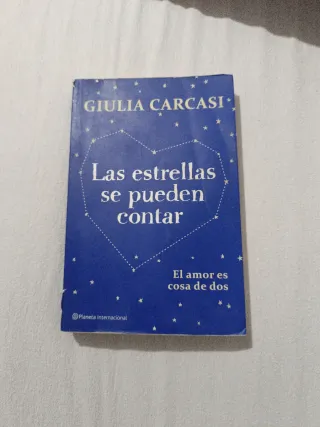 GIULIA CARCASI
Las estrellas
se pueden
contar
El amor es
cosa de dos
Planeta Internacional